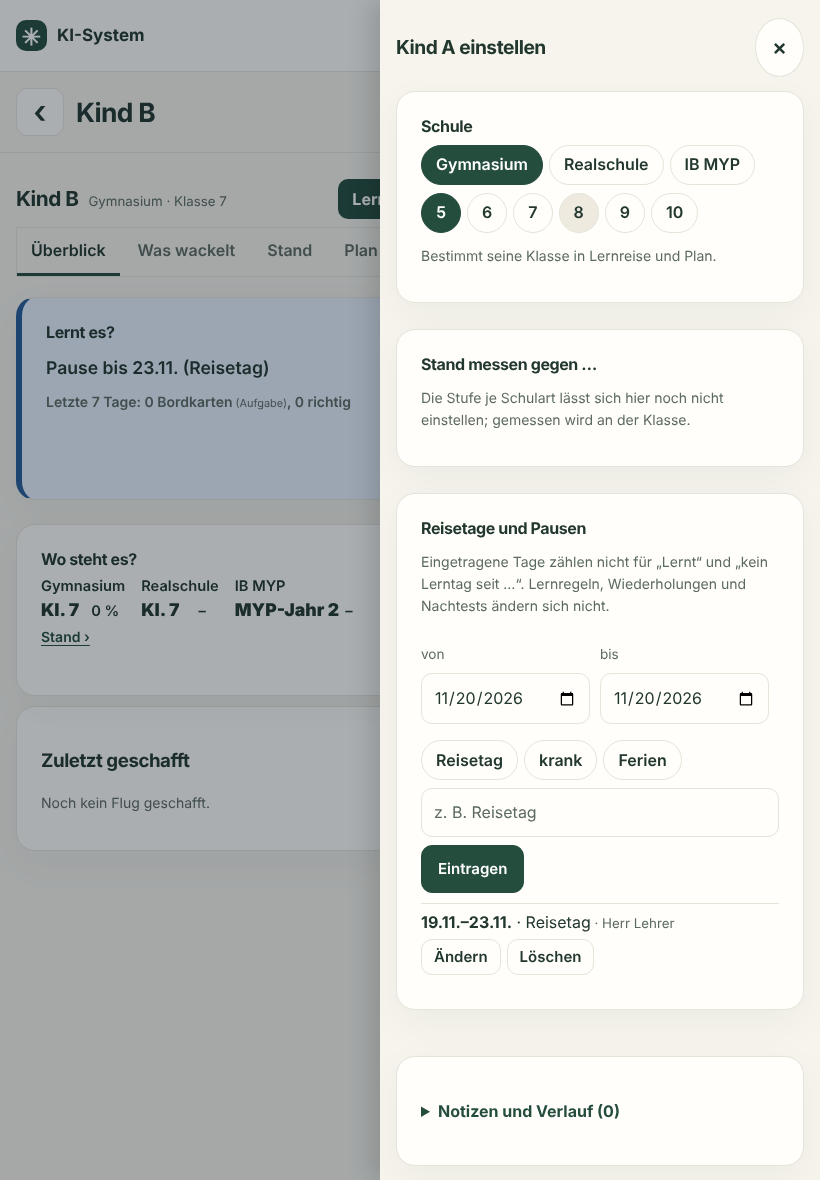 KI-System
Kind B
Kind B Gymnasium · Klasse 7
Lern
Überblick Was wackelt Stand Plan
Lernt es?
Pause bis 23.11. (Reisetag)
Letzte 7 Tage: 0 Bordkarten (Aufgabe), 0 richtig
Wo steht es?
Gymnasium Realschule IB MYP
Kl. 7 0 % Kl. 7 – MYP-Jahr 2 –
Stand ›
Zuletzt geschafft
Noch kein Flug geschafft.
Kind A einstellen
×
Schule
Gymnasium Realschule IB MYP
5 6 7 8 9 10
Bestimmt seine Klasse in Lernreise und Plan.
Stand messen gegen …
Die Stufe je Schulart lässt sich hier noch nicht
einstellen; gemessen wird an der Klasse.
Reisetage und Pausen
Eingetragene Tage zählen nicht für „Lernt“ und „kein
Lerntag seit …“. Lernregeln, Wiederholungen und
Nachtests ändern sich nicht.
von bis
11/20/2026 11/20/2026
Reisetag krank Ferien
z. B. Reisetag
Eintragen
19.11.–23.11. · Reisetag · Herr Lehrer
Ändern Löschen
Notizen und Verlauf (0)